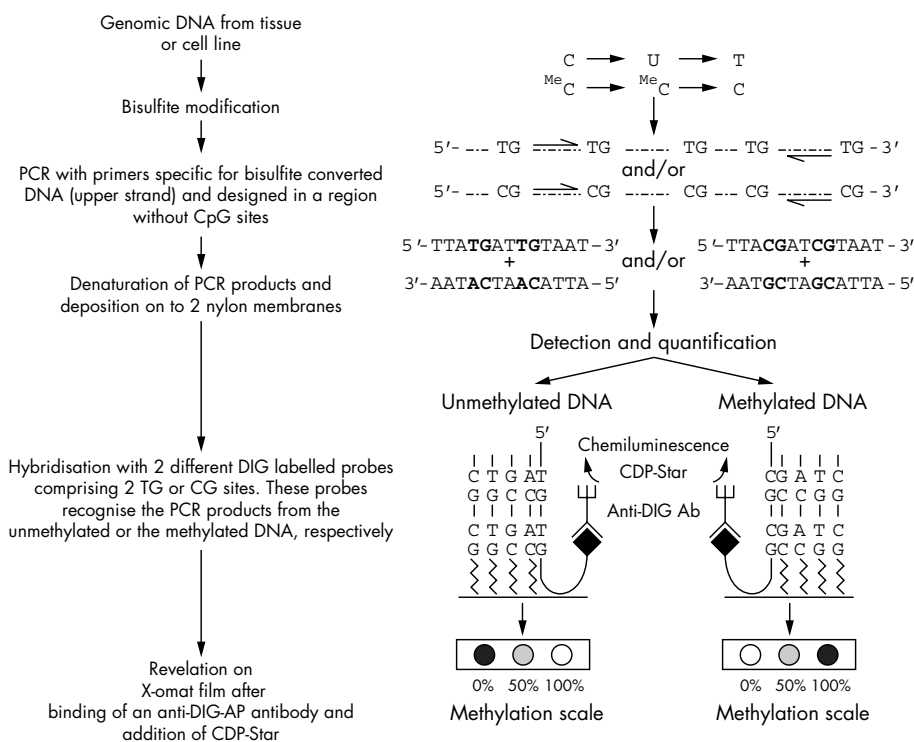 Genomic DNA from tissue
or cell line
Bisulfite modification
PCR with primers specific for bisulfite converted
DNA (upper strand) and designed in a region
without CpG sites
Denaturation of PCR products and
deposition on to 2 nylon membranes
Hybridisation with 2 different DIG labelled probes
comprising 2 TG or CG sites. These probes
recognise the PCR products from the
unmethylated or the methylated DNA, respectively
Revelation on
X-omat film after
binding of an anti-DIG-AP antibody and
addition of CDP-Star
C U T
MeC MeC C
5'- TG TG TG TG TG - 3'
and/or
5'- CG CG CG CG CG - 3'
5'-TTATGATTGTAAT-3' and/or 5'-TTACGATCGTAAT-3'
+ +
3'-AATACTAACATTA-5' 3'-AATGCTAGCATTA-5'
Detection and quantification
Unmethylated DNA Methylated DNA
5' Chemiluminescence 5'
CDP-Star
Anti-DIG Ab
C T G A T
G G C C G
C T G A T
G G C C G
C G A T C
G C C G G
C G A T C
G C C G G
0% 50% 100%
Methylation scale
0% 50% 100%
Methylation scale